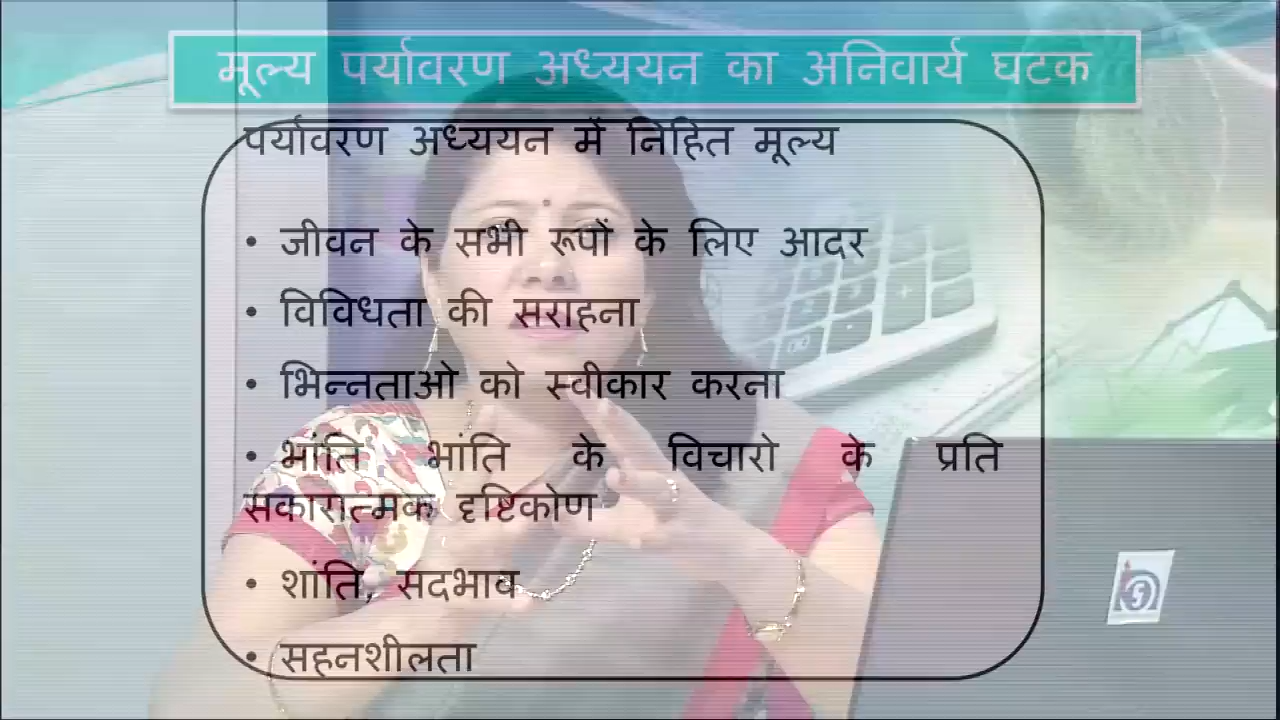 मूल्य पर्यावरण अध्ययन का अनिवार्य घटक
पर्यावरण अध्ययन में निहित मूल्य
• जीवन के सभी रूपों के लिए आदर
• विविधता की सराहना
• भिन्नताओ को स्वीकार करना
• भांति भांति के विचारो के प्रति
सकारात्मक दृष्टिकोण
• शांति, सदभाव
• सहनशीलता